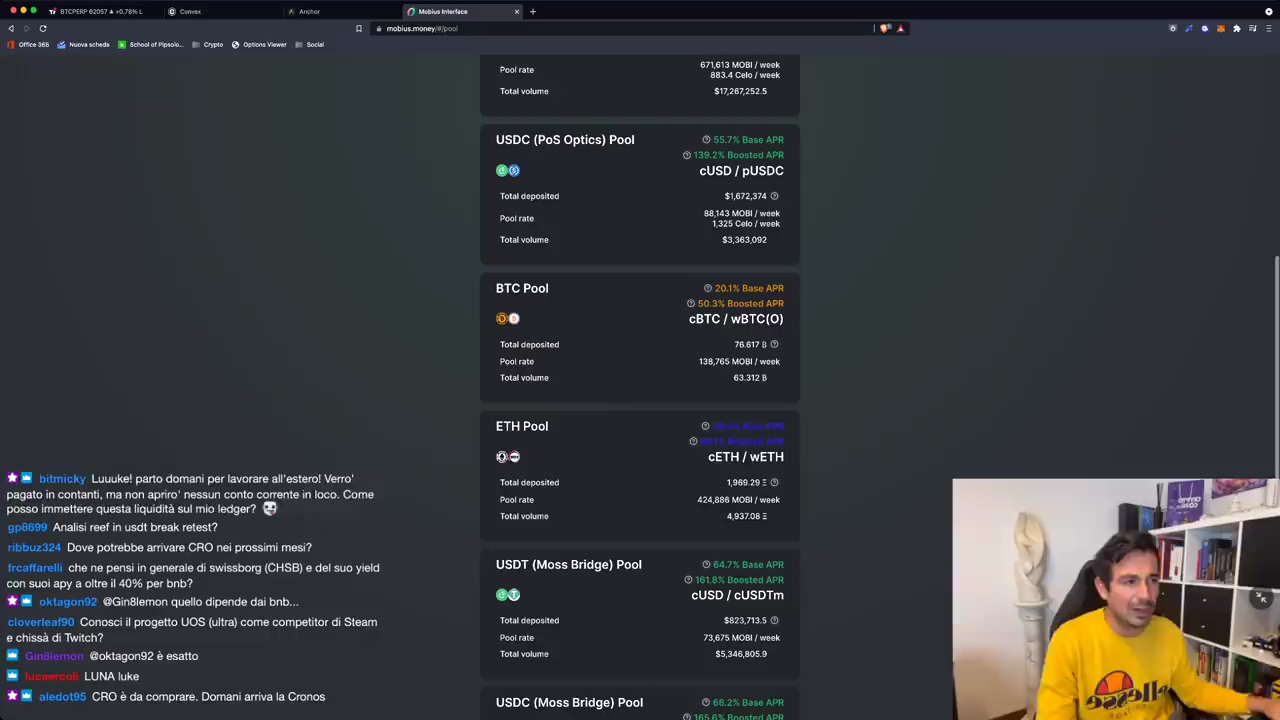 BTCPERP 62057 ▲ +0.78% L
Convex
Anchor
Mobius Interface
mobius.money/#/pool
Office 365
Nuova scheda
School of Pipsolo...
Crypto
Options Viewer
Social
Pool rate
671,613 MOBI / week
883.4 Celo / week
Total volume
$17,267,252.5
USDC (PoS Optics) Pool
55.7% Base APR
139.2% Boosted APR
cUSD / pUSDC
Total deposited
$1,672,374
Pool rate
88,143 MOBI / week
1,325 Celo / week
Total volume
$3,363,092
BTC Pool
20.1% Base APR
50.3% Boosted APR
cBTC / wBTC(O)
Total deposited
76.617 ₿
Pool rate
138,765 MOBI / week
Total volume
63.312 ₿
ETH Pool
Base APR
Boosted APR
cETH / wETH
Total deposited
1,969.29 Ξ
Pool rate
424,886 MOBI / week
Total volume
4,937.08 Ξ
USDT (Moss Bridge) Pool
64.7% Base APR
161.8% Boosted APR
cUSD / cUSDTm
Total deposited
$823,713.5
Pool rate
73,675 MOBI / week
Total volume
$5,346,805.9
USDC (Moss Bridge) Pool
66.2% Base APR
165.6% Boosted APR
bitmicky Luuuke! parto domani per lavorare all'estero! Verro'
pagato in contanti, ma non apriro' nessun conto corrente in loco. Come
posso immettere questa liquidità sul mio ledger?
gp8699 Analisi reef in usdt break retest?
ribbuz324 Dove potrebbe arrivare CRO nei prossimi mesi?
frcaffarelli che ne pensi in generale di swissborg (CHSB) e del suo yield
con suoi apy a oltre il 40% per bnb?
oktagon92 @Gin8lemon quello dipende dai bnb...
cloverleaf90 Conosci il progetto UOS (ultra) come competitor di Steam
e chissà di Twitch?
Gin8lemon @oktagon92 è esatto
lucawrcoli LUNA luke
aledot95 CRO è da comprare. Domani arriva la Cronos
ellesse